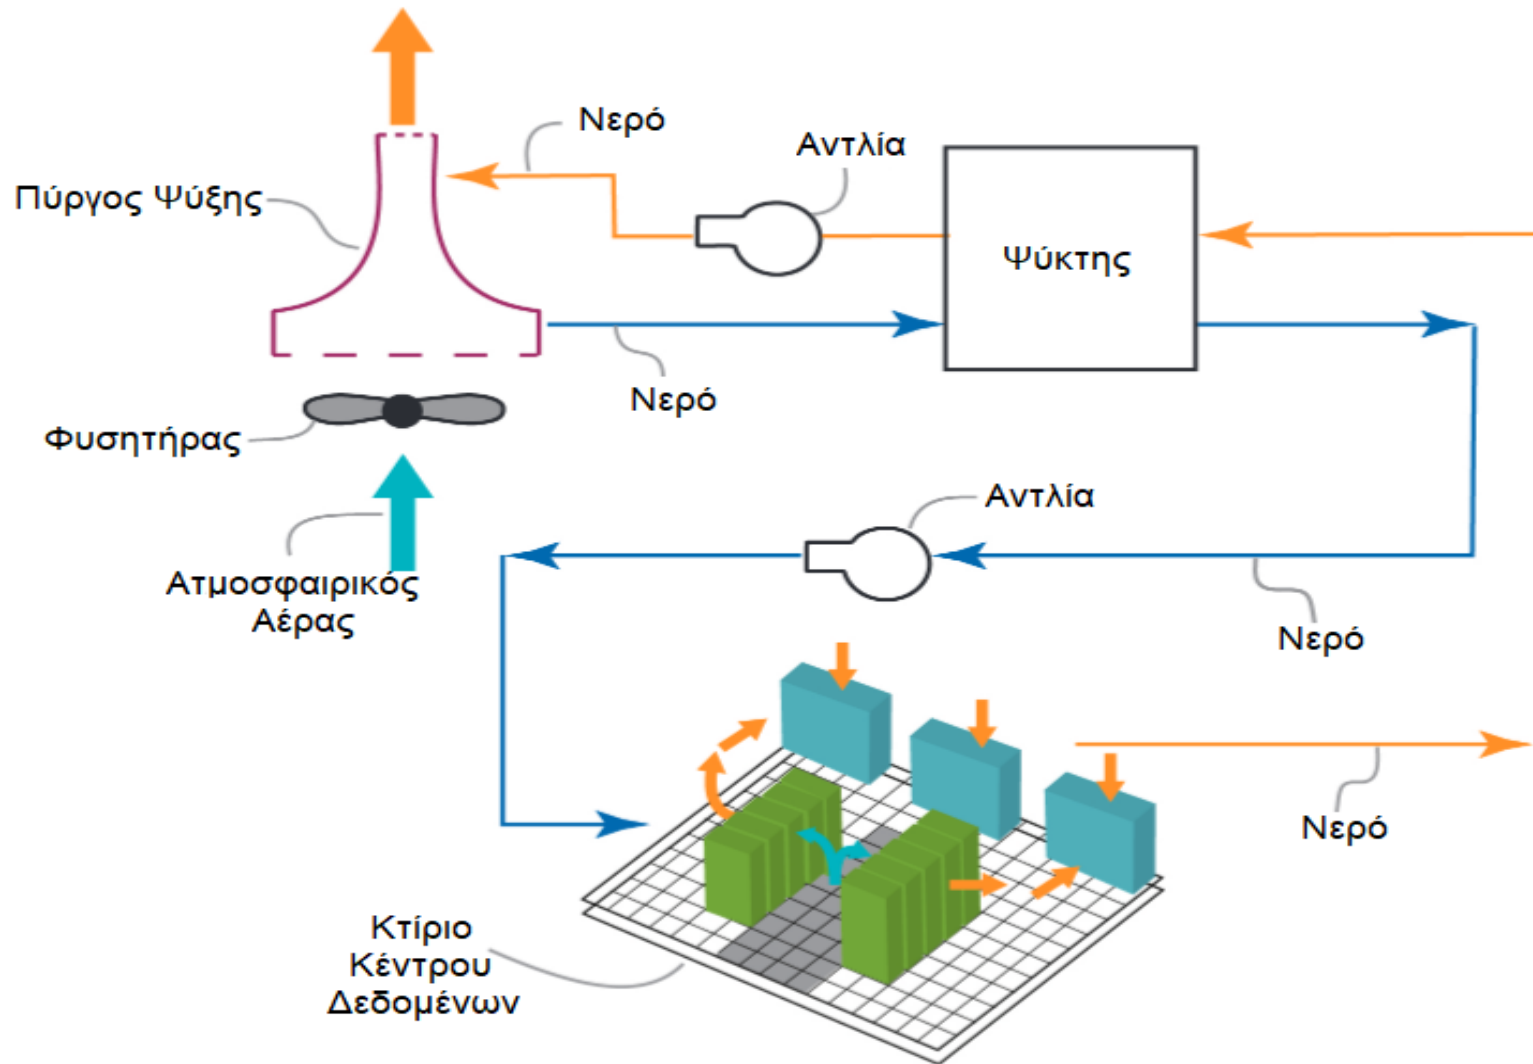 Νερό
Αντλία
Πύργος Ψύξης
Ψύκτης
Νερό
Φυσητήρας
Αντλία
Ατμοσφαιρικός
Αέρας
Νερό
Νερό
Κτίριο
Κέντρου
Δεδομένων